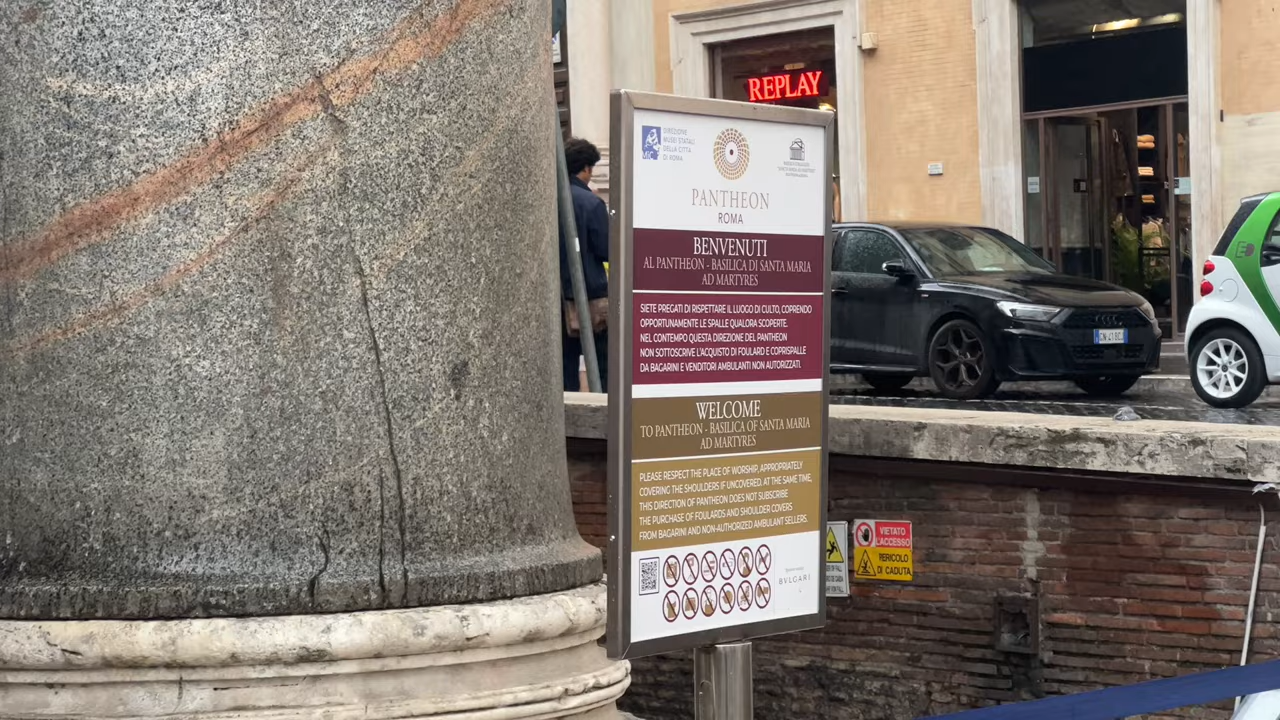 REPLAY
DIREZIONE
MUSEI STATALI
DELLA CITTÀ
DI ROMA
PANTHEON
ROMA
BENVENUTI
AL PANTHEON - BASILICA DI SANTA MARIA
AD MARTYRES
SIETE PREGATI DI RISPETTARE IL LUOGO DI CULTO, COPRENDO
OPPORTUNAMENTE LE SPALLE QUALORA SCOPERTE.
NEL CONTEMPO QUESTA DIREZIONE DEL PANTHEON
NON SOTTOSCRIVE L'ACQUISTO DI FOULARD E COPRISPALLE
DA BAGARINI E VENDITORI AMBULANTI NON AUTORIZZATI.
WELCOME
TO PANTHEON - BASILICA OF SANTA MARIA
AD MARTYRES
PLEASE RESPECT THE PLACE OF WORSHIP, APPROPRIATELY
COVERING THE SHOULDERS IF UNCOVERED. AT THE SAME TIME,
THIS DIRECTION OF PANTHEON DOES NOT SUBSCRIBE
THE PURCHASE OF FOULARDS AND SHOULDER COVERS
FROM BAGARINI AND NON-AUTHORIZED AMBULANT SELLERS.
BVLGARI
VIETATO
L'ACCESSO
PERICOLO
DI CADUTA